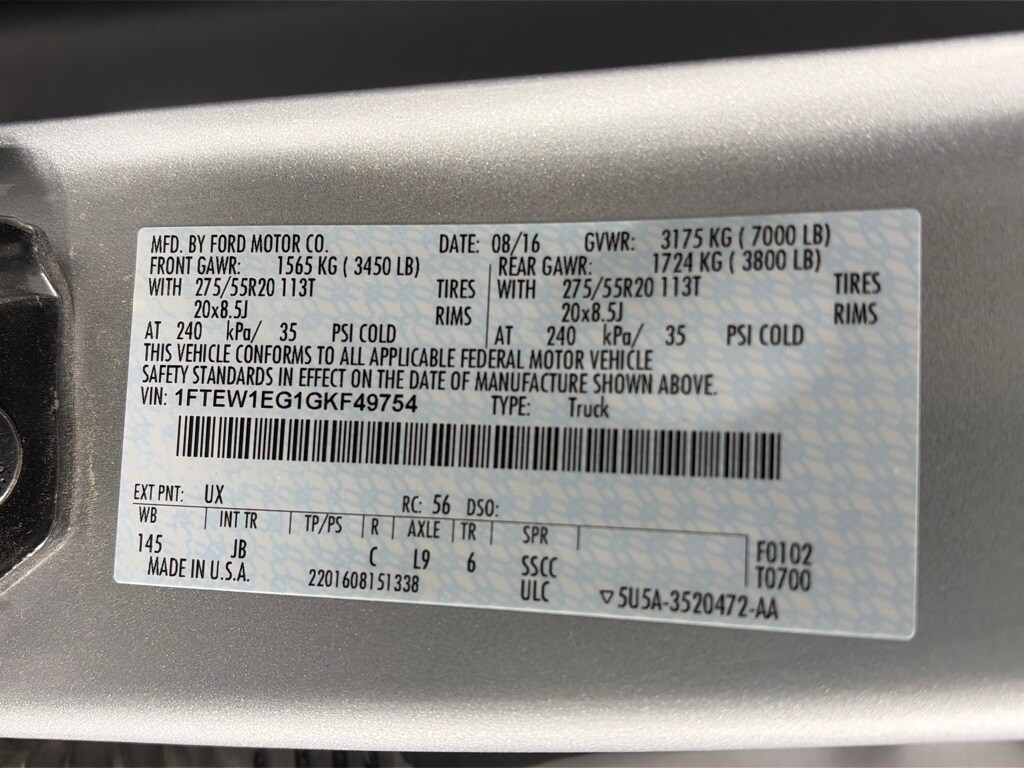 MFD. BY FORD MOTOR CO. DATE: 08/16 GVWR: 3175 KG ( 7000 LB)
FRONT GAWR: 1565 KG ( 3450 LB) REAR GAWR: 1724 KG ( 3800 LB)
WITH 275/55R20 113T TIRES WITH 275/55R20 113T TIRES
20x8.5J RIMS 20x8.5J RIMS
AT 240 kPa/ 35 PSI COLD AT 240 kPa/ 35 PSI COLD
THIS VEHICLE CONFORMS TO ALL APPLICABLE FEDERAL MOTOR VEHICLE
SAFETY STANDARDS IN EFFECT ON THE DATE OF MANUFACTURE SHOWN ABOVE.
VIN: 1FTEW1EG1GKF49754 TYPE: Truck
EXT PNT: UX RC: 56 DSO:
WB INT TR TP/PS R AXLE TR SPR
145 JB C L9 6 SSCC F0102
MADE IN U.S.A. 2201608151338 ULC T0700
▽5U5A-3520472-AA